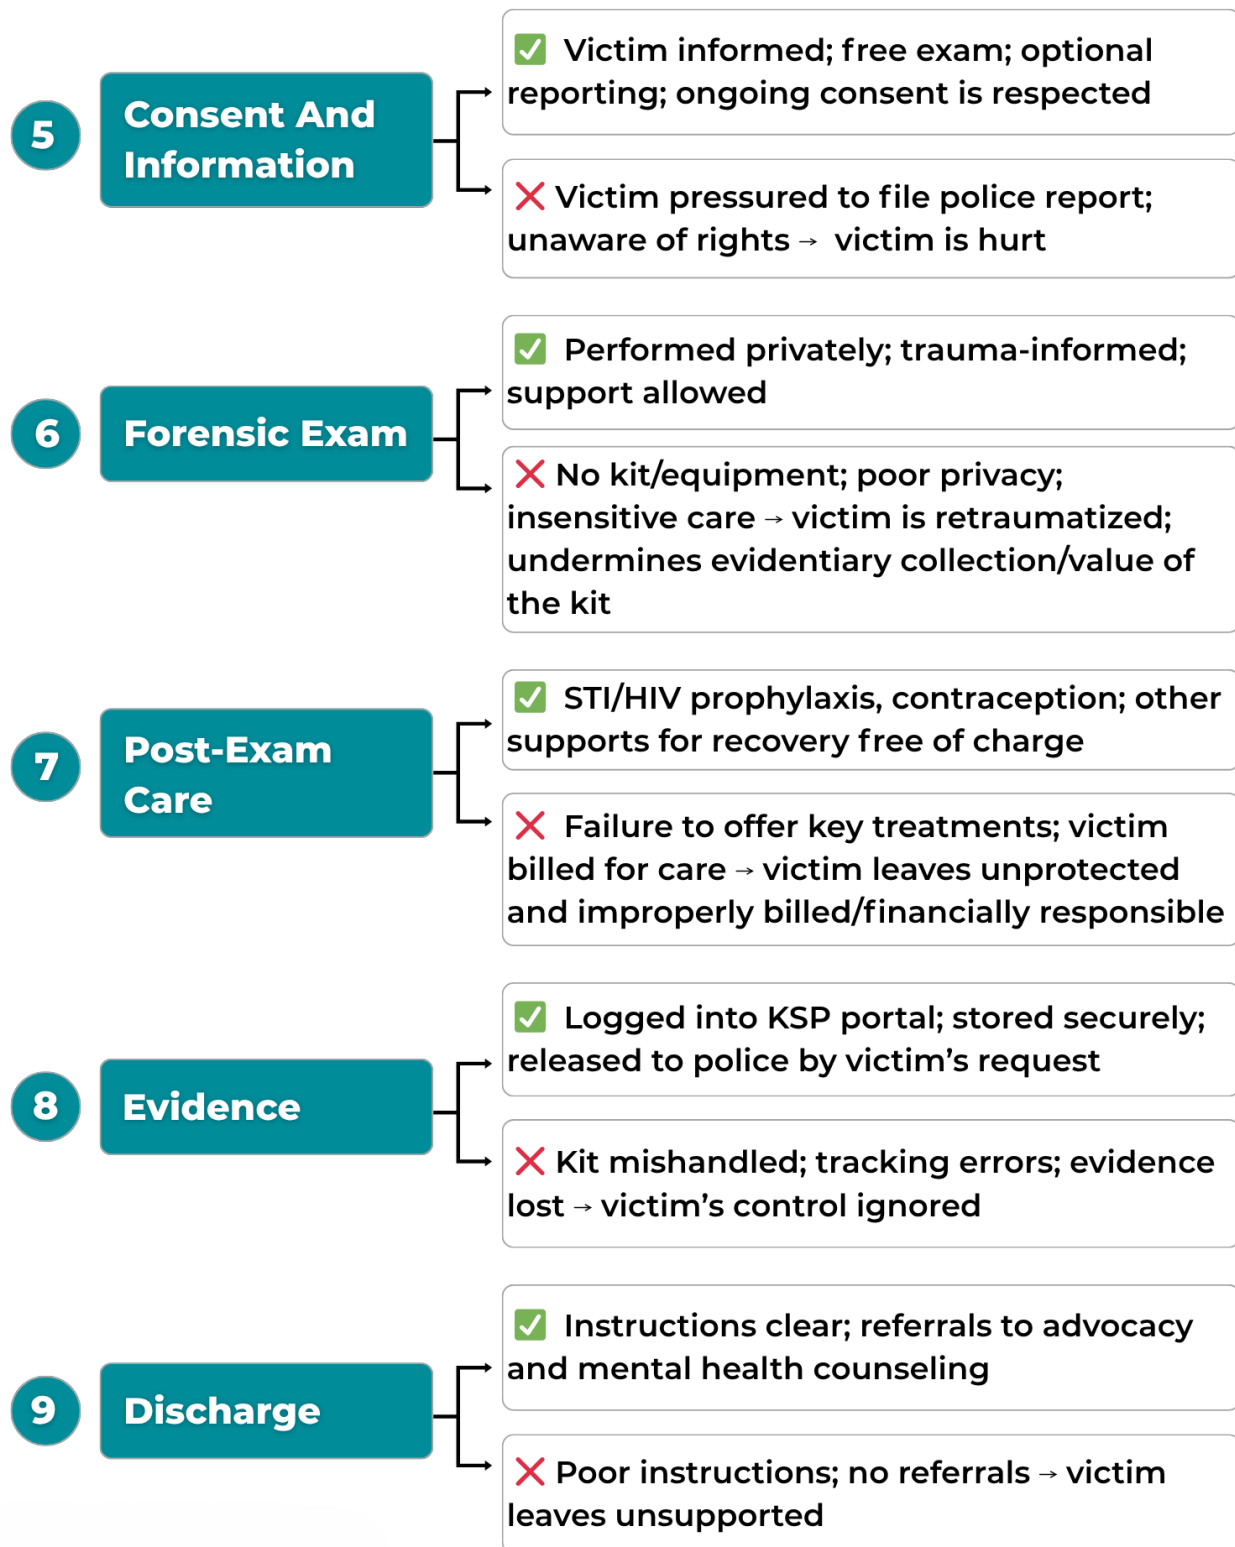 5
Consent And
Information
✅ Victim informed; free exam; optional
reporting; ongoing consent is respected
❌ Victim pressured to file police report;
unaware of rights → victim is hurt
6
Forensic Exam
✅ Performed privately; trauma-informed;
support allowed
❌ No kit/equipment; poor privacy;
insensitive care → victim is retraumatized;
undermines evidentiary collection/value of
the kit
7
Post-Exam
Care
✅ STI/HIV prophylaxis, contraception; other
supports for recovery free of charge
❌ Failure to offer key treatments; victim
billed for care → victim leaves unprotected
and improperly billed/financially responsible
8
Evidence
✅ Logged into KSP portal; stored securely;
released to police by victim's request
❌ Kit mishandled; tracking errors; evidence
lost → victim's control ignored
9
Discharge
✅ Instructions clear; referrals to advocacy
and mental health counseling
❌ Poor instructions; no referrals → victim
leaves unsupported